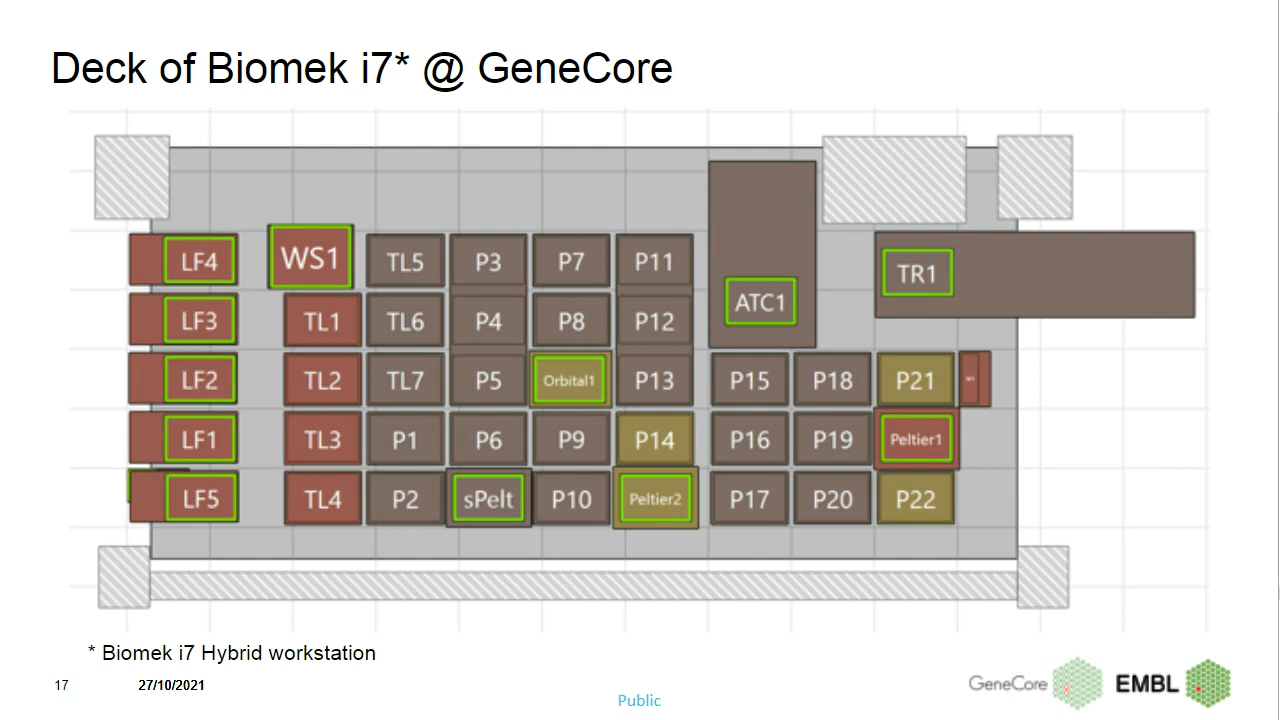 Deck of Biomek i7* @ GeneCore
LF4 WS1 TL5 P3 P7 P11 ATC1 TR1
LF3 TL1 TL6 P4 P8 P12
LF2 TL2 TL7 P5 Orbital1 P13 P15 P18 P21
LF1 TL3 P1 P6 P9 P14 P16 P19 Peltier1
LF5 TL4 P2 sPelt P10 Peltier2 P17 P20 P22
* Biomek i7 Hybrid workstation
17 27/10/2021
Public
GeneCore EMBL